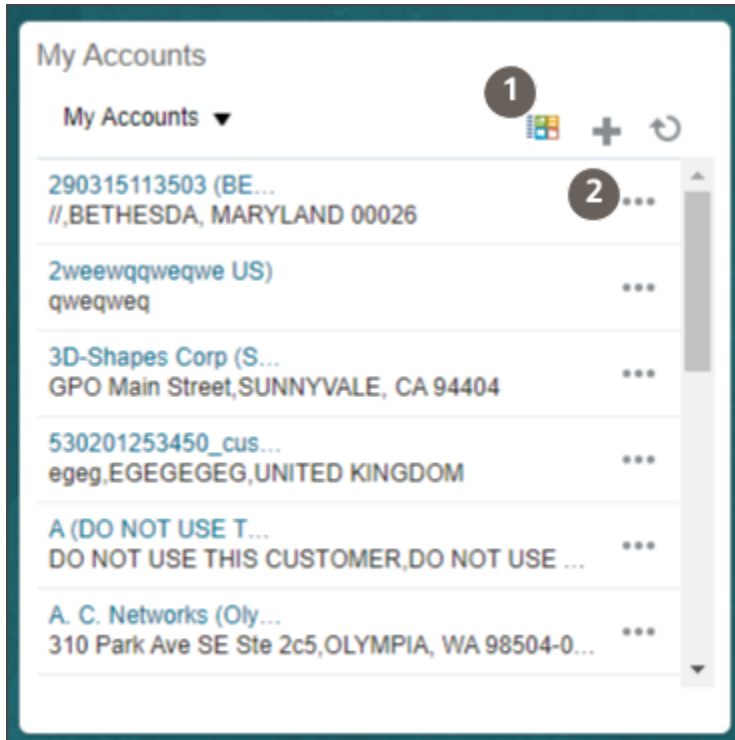 My Accounts
1
My Accounts
290315113503 (BE...
2
//,BETHESDA, MARYLAND 00026
2weewqqweqwe US)
qweqweq
3D-Shapes Corp (S...
GPO Main Street,SUNNYVALE, CA 94404
530201253450_cus...
egeg,EGEGEGEG,UNITED KINGDOM
A (DO NOT USE T...
DO NOT USE THIS CUSTOMER,DO NOT USE ...
A. C. Networks (Oly...
310 Park Ave SE Ste 2c5,OLYMPIA, WA 98504-0...